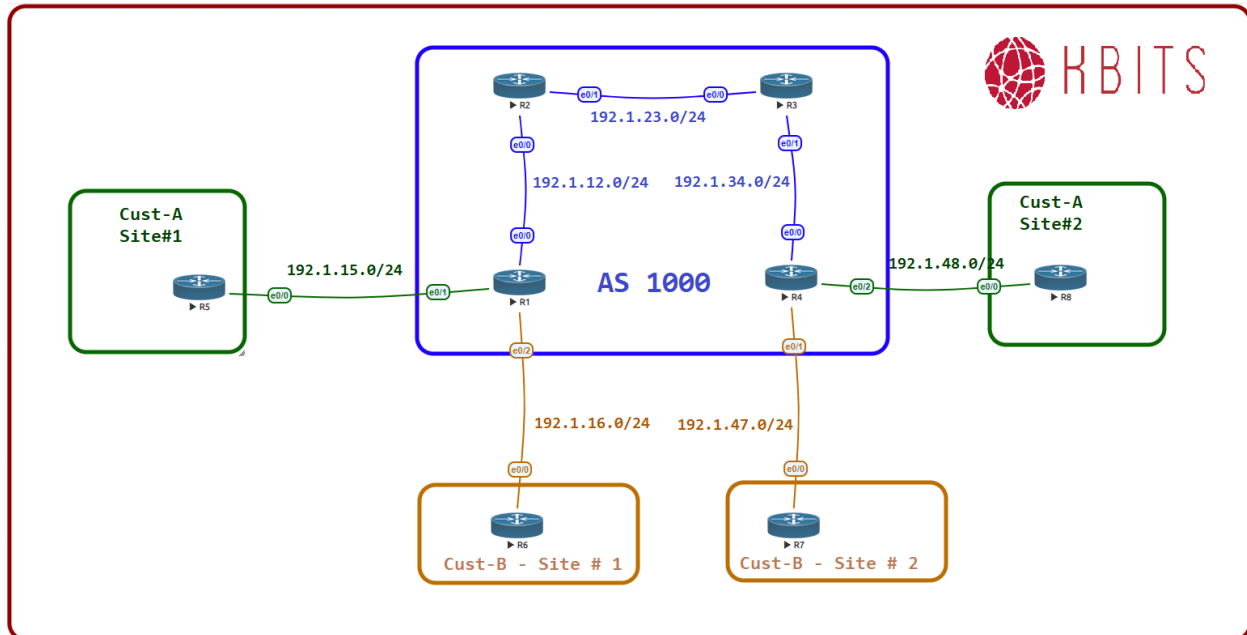 KBITS
R2
e0/1
e0/0
R3
192.1.23.0/24
e0/0
e0/1
192.1.12.0/24
192.1.34.0/24
Cust-A
Site#1
Cust-A
Site#2
e0/0
e0/0
192.1.15.0/24
192.1.48.0/24
R5
e0/0
e0/1
R1
AS 1000
R4
e0/2
e0/0
R8
e0/2
e0/1
192.1.16.0/24
192.1.47.0/24
e0/0
e0/0
R6
R7
Cust-B - Site # 1
Cust-B - Site # 2